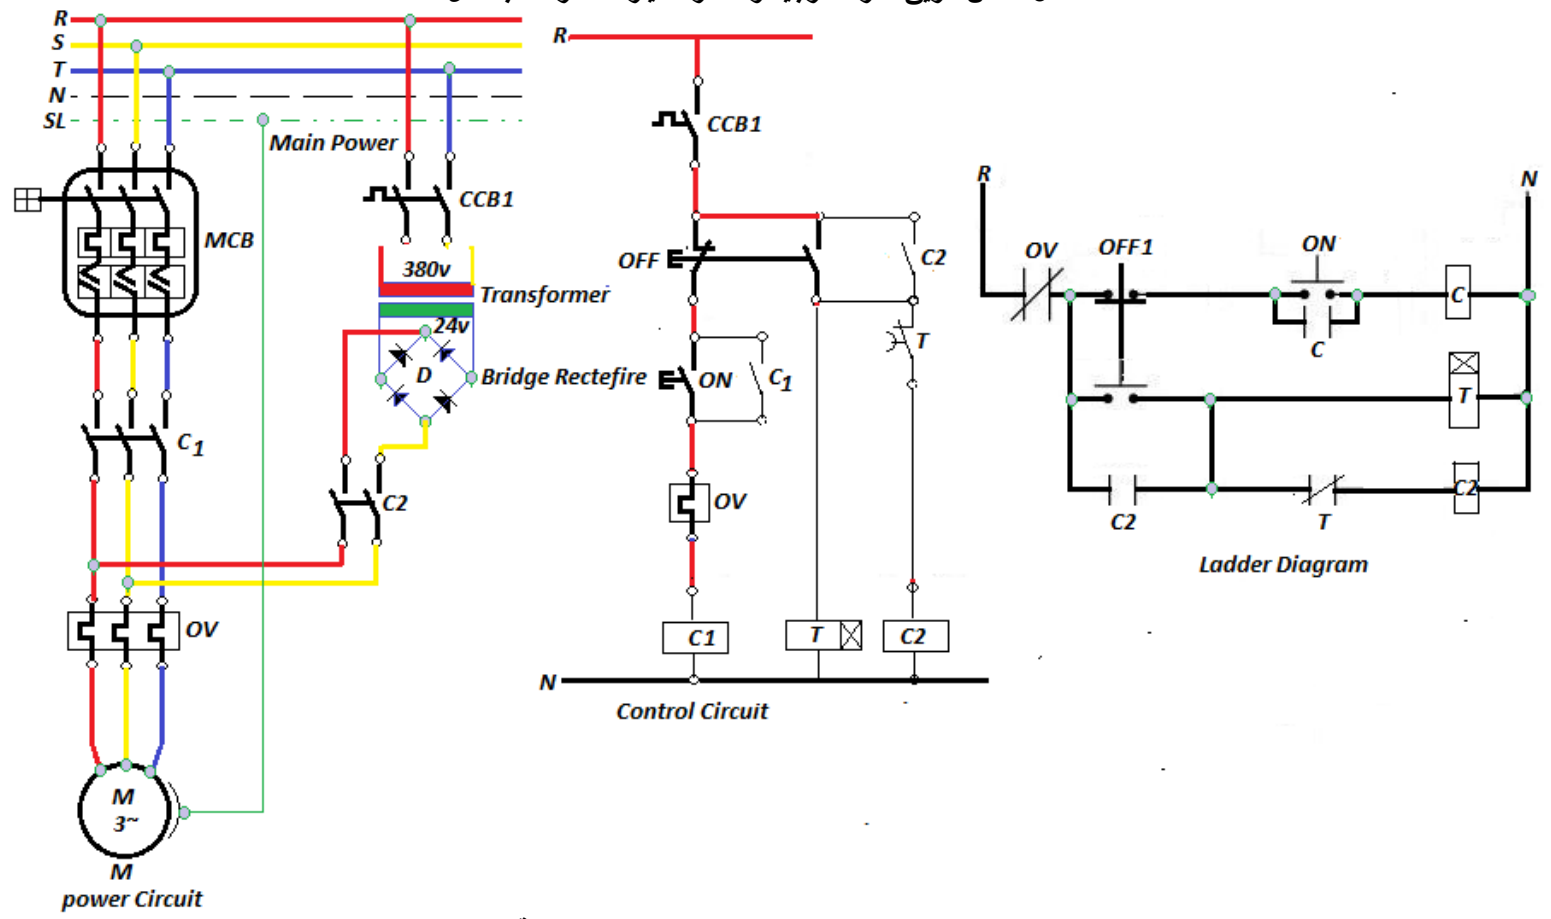 R
S
T
N
SL
Main Power
MCB
CCB1
380v
Transformer
24v
D
Bridge Rectefire
C1
C2
OV
M
3~
M
power Circuit
R
CCB1
OFF
C2
T
ON
C1
OV
C1
T
C2
N
Control Circuit
R
N
OV
OFF1
ON
C
C
T
C2
T
C2
Ladder Diagram